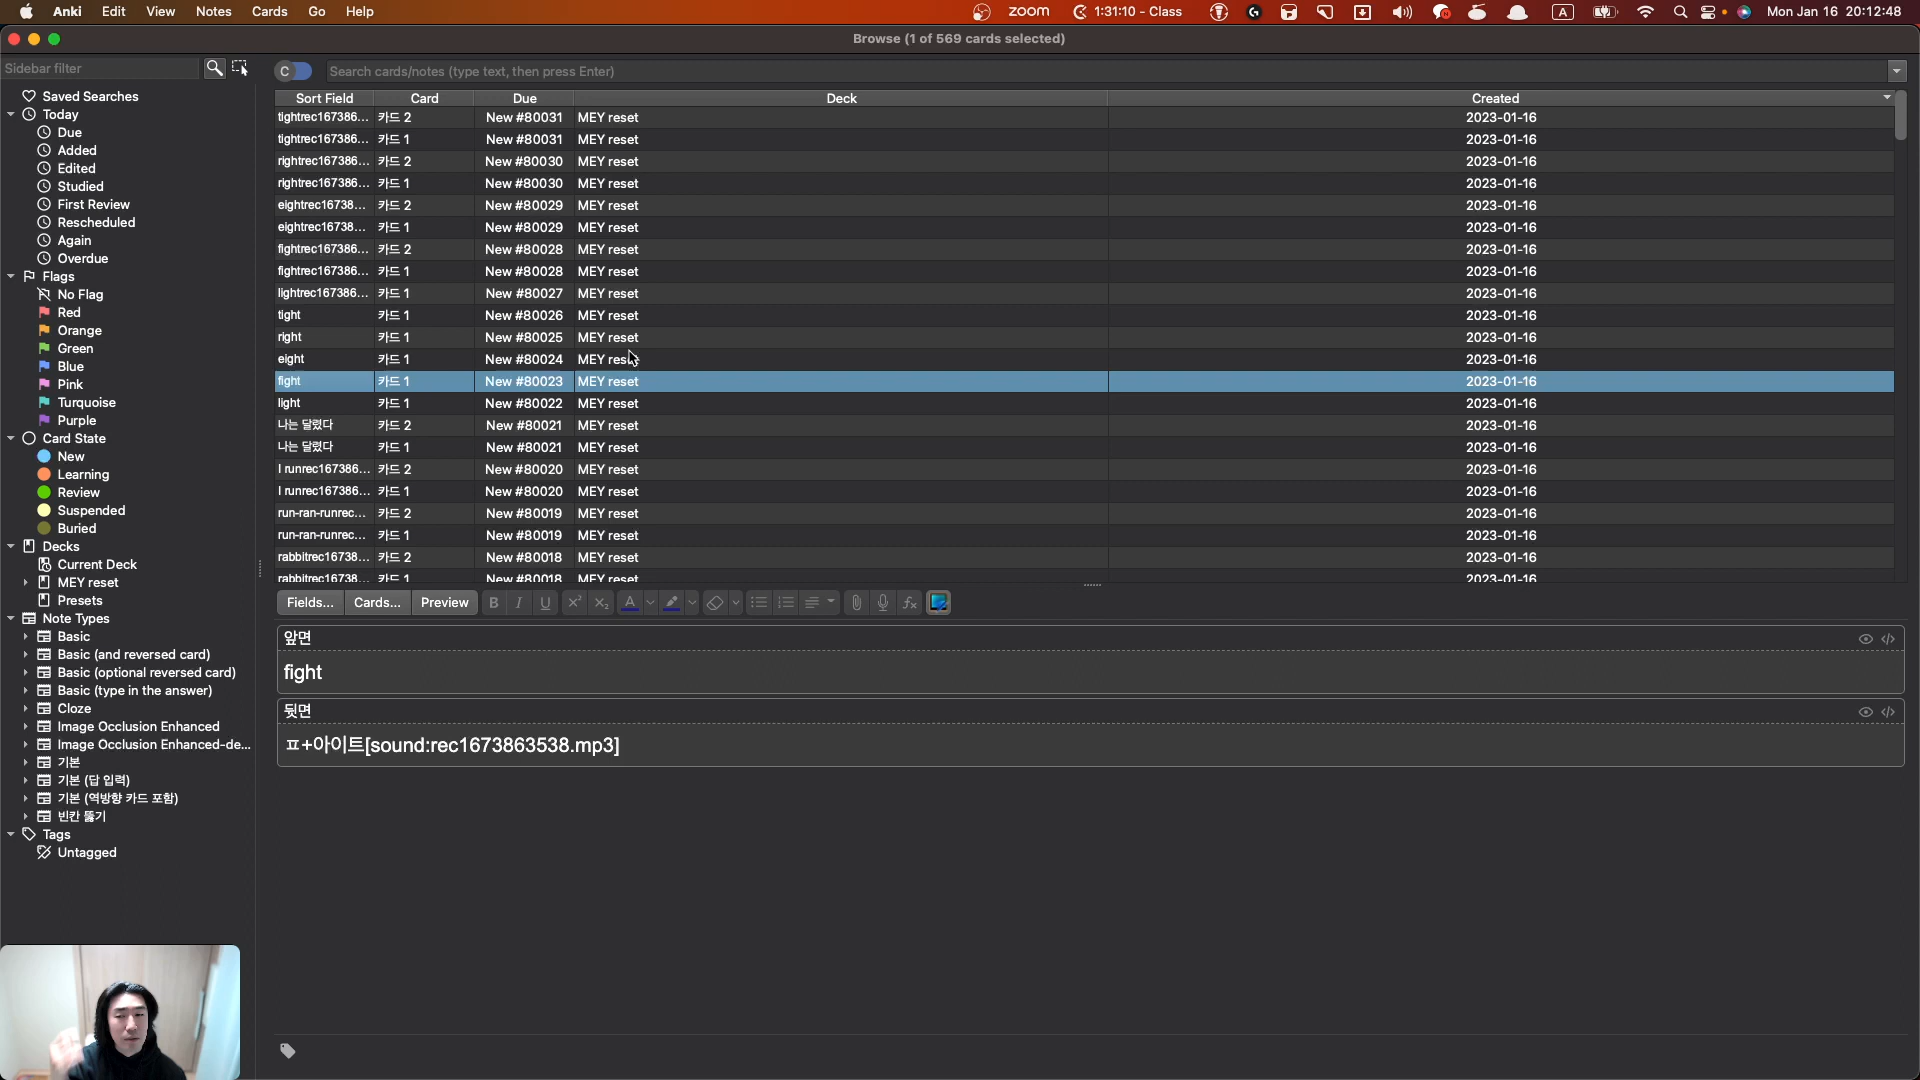 Anki Edit View Notes Cards Go Help zoom 1:31:10 - Class A Mon Jan 16 20:12:48
Browse (1 of 569 cards selected)
Sidebar filter
C Search cards/notes (type text, then press Enter)
Saved Searches
Today
Due
Added
Edited
Studied
First Review
Rescheduled
Again
Overdue
Flags
No Flag
Red
Orange
Green
Blue
Pink
Turquoise
Purple
Card State
New
Learning
Review
Suspended
Buried
Decks
Current Deck
MEY reset
Presets
Note Types
Basic
Basic (and reversed card)
Basic (optional reversed card)
Basic (type in the answer)
Cloze
Image Occlusion Enhanced
Image Occlusion Enhanced-de...
기본
기본 (답 입력)
기본 (역방향 카드 포함)
빈칸 뚫기
Tags
Untagged
Sort Field Card Due Deck Created
tightrec167386... 카드 2 New #80031 MEY reset 2023-01-16
tightrec167386... 카드 1 New #80031 MEY reset 2023-01-16
rightrec167386... 카드 2 New #80030 MEY reset 2023-01-16
rightrec167386... 카드 1 New #80030 MEY reset 2023-01-16
eightrec16738... 카드 2 New #80029 MEY reset 2023-01-16
eightrec16738... 카드 1 New #80029 MEY reset 2023-01-16
fightrec167386... 카드 2 New #80028 MEY reset 2023-01-16
fightrec167386... 카드 1 New #80028 MEY reset 2023-01-16
lightrec167386... 카드 1 New #80027 MEY reset 2023-01-16
tight 카드 1 New #80026 MEY reset 2023-01-16
right 카드 1 New #80025 MEY reset 2023-01-16
eight 카드 1 New #80024 MEY reset 2023-01-16
fight 카드 1 New #80023 MEY reset 2023-01-16
light 카드 1 New #80022 MEY reset 2023-01-16
나는 달렸다 카드 2 New #80021 MEY reset 2023-01-16
나는 달렸다 카드 1 New #80021 MEY reset 2023-01-16
I runrec167386... 카드 2 New #80020 MEY reset 2023-01-16
I runrec167386... 카드 1 New #80020 MEY reset 2023-01-16
run-ran-runrec... 카드 2 New #80019 MEY reset 2023-01-16
run-ran-runrec... 카드 1 New #80019 MEY reset 2023-01-16
rabbitrec16738... 카드 2 New #80018 MEY reset 2023-01-16
rabbitrec16738... 카드 1 New #80018 MEY reset 2023-01-16
Fields... Cards... Preview B I U
앞면
fight
뒷면
ㅍ+아이트[sound:rec1673863538.mp3]